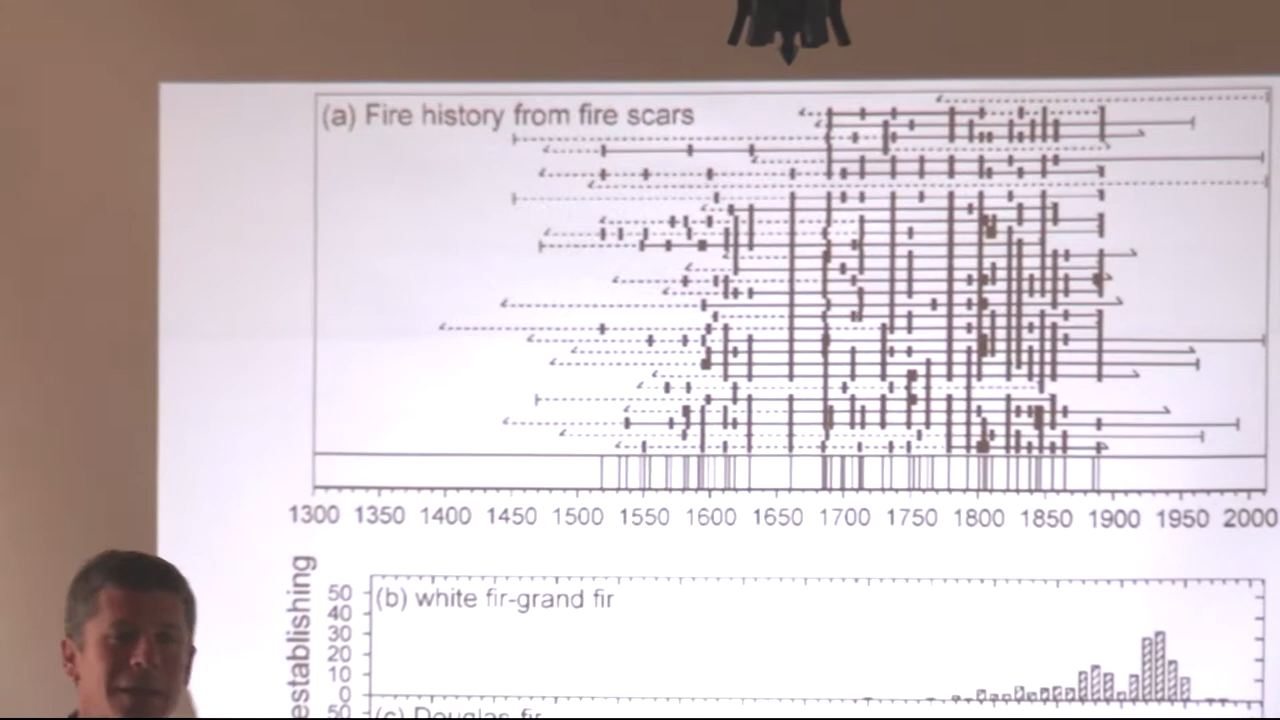 (a) Fire history from fire scars
1300 1350 1400 1450 1500 1550 1600 1650 1700 1750 1800 1850 1900 1950 2000
establishing
(b) white fir-grand fir
50
40
30
20
10
0
50
(c) Douglas-fir